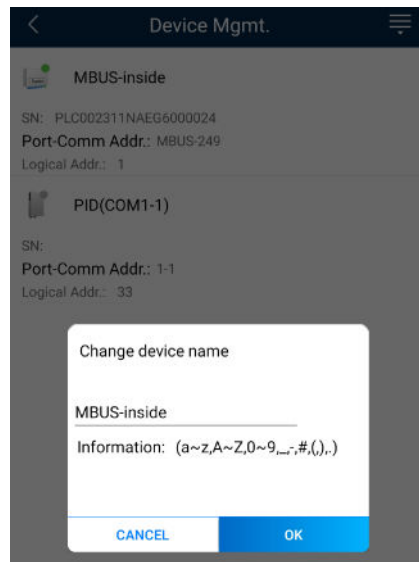 Device Mgmt.
MBUS-inside
SN: PLC002311NAEG6000024
Port-Comm Addr.: MBUS-249
Logical Addr.: 1
PID(COM1-1)
SN:
Port-Comm Addr.: 1-1
Logical Addr.: 33
Change device name
MBUS-inside
Information: (a~z,A~Z,0~9,_,-,#,(,),.)
CANCEL OK